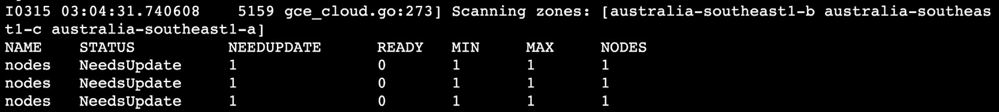 I0315 03:04:31.740608    5159 gce_cloud.go:273] Scanning zones: [australia-southeast1-b australia-southeas
t1-c australia-southeast1-a]
NAME    STATUS          NEEDUPDATE      READY   MIN     MAX     NODES
nodes   NeedsUpdate     1               0       1       1       1
nodes   NeedsUpdate     1               0       1       1       1
nodes   NeedsUpdate     1               0       1       1       1